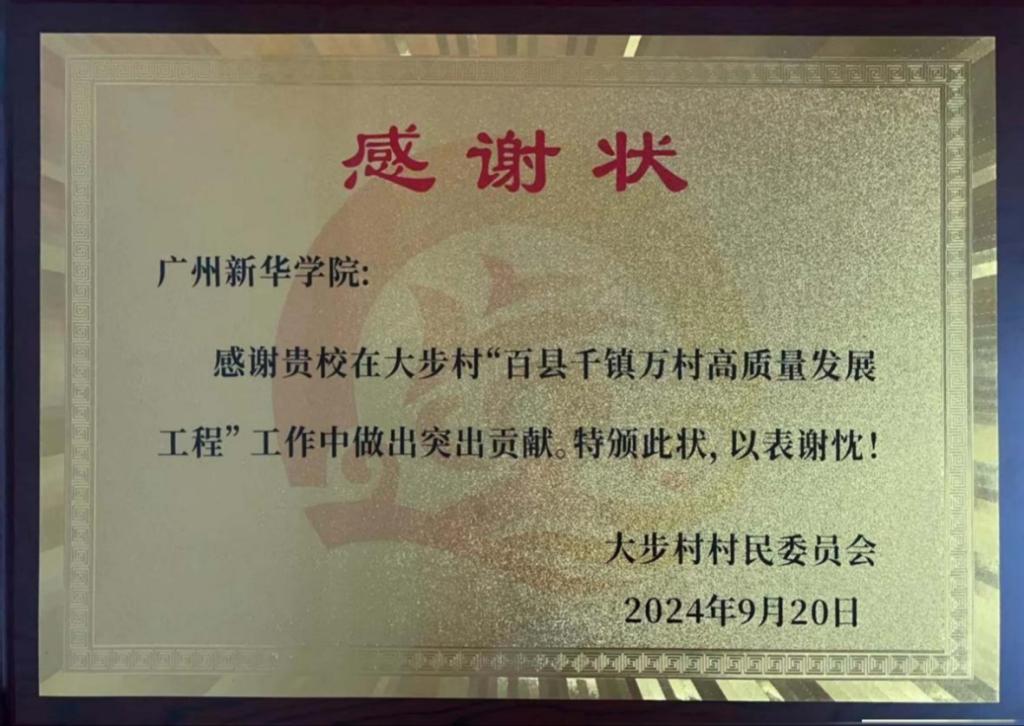 感谢状
广州新华学院:
感谢贵校在大步村“百县千镇万村高质量发展
工程”工作中做出突出贡献。特颁此状,以表谢忱!
大步村村民委员会
2024年9月20日